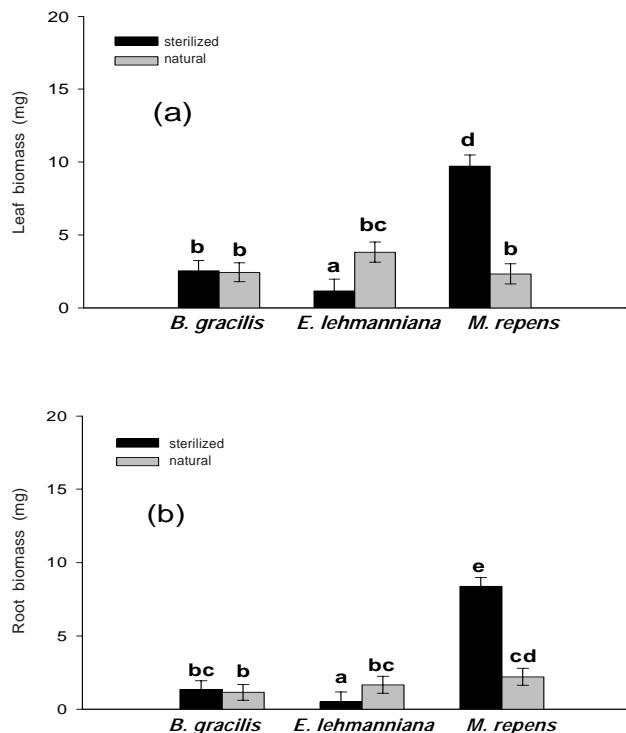 20
sterilized
natural
15
(a)
Leaf biomass (mg)
d
10
bc
5
b b
a
b
0
B. gracilis E. lehmanniana M. repens
20
sterilized
natural
15
(b)
Root biomass (mg)
10
e
5
bc b
a
bc
cd
0
B. gracilis E. lehmanniana M. repens